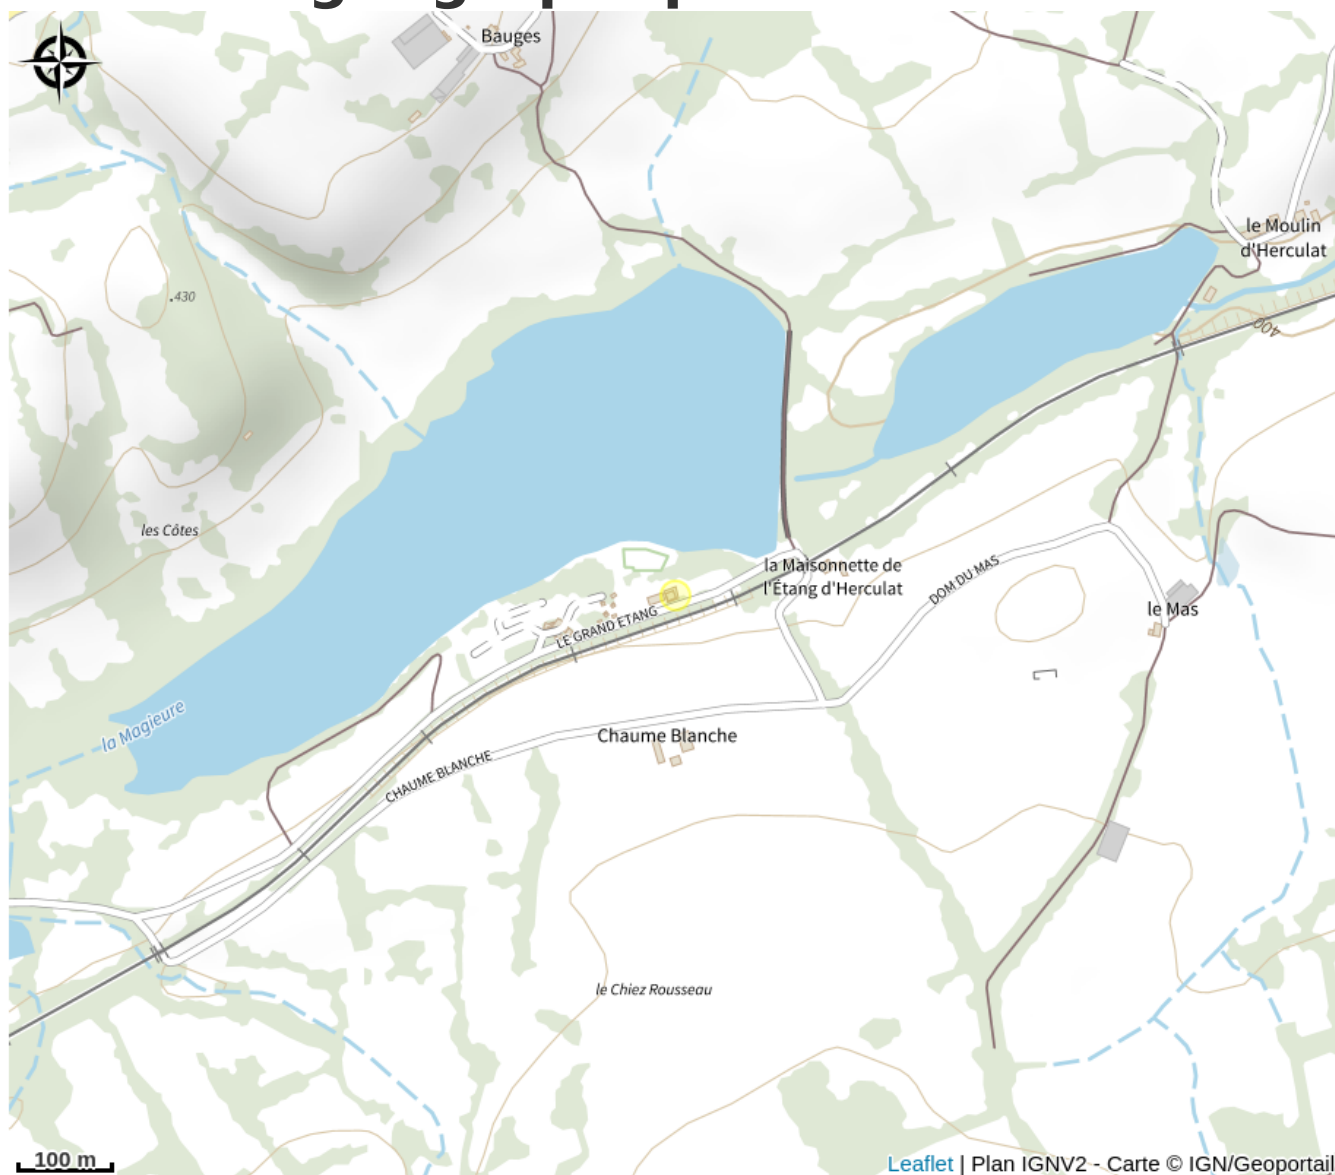 Bauges
le Moulin
d'Herculat
430
400
les Côtes
la Maisonnette de
l'Étang d'Herculat
DOM DU MAS
le Mas
LE GRAND ETANG
la Magieure
Chaume Blanche
CHAUME BLANCHE
le Chiez Rousseau
100 m
Leaflet | Plan IGNV2 - Carte © IGN/Geoportail